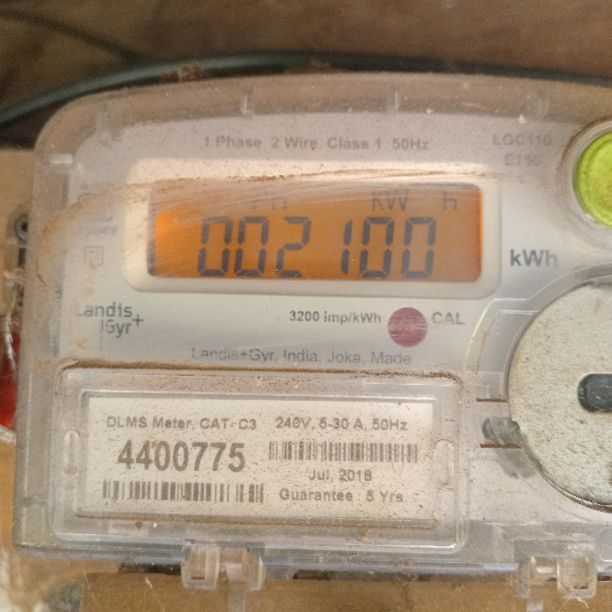 1 Phase 2 Wire Class 1 50Hz
LGC110
E150
kW h
002100
kWh
Landis
Gyr+
3200 imp/kWh
CAL
Landis+Gyr, India, Joka, Made
DLMS Meter, CAT- C3 240V, 5-30 A, 50Hz
4400775
Jul, 2018
Guarantee 5 Yrs